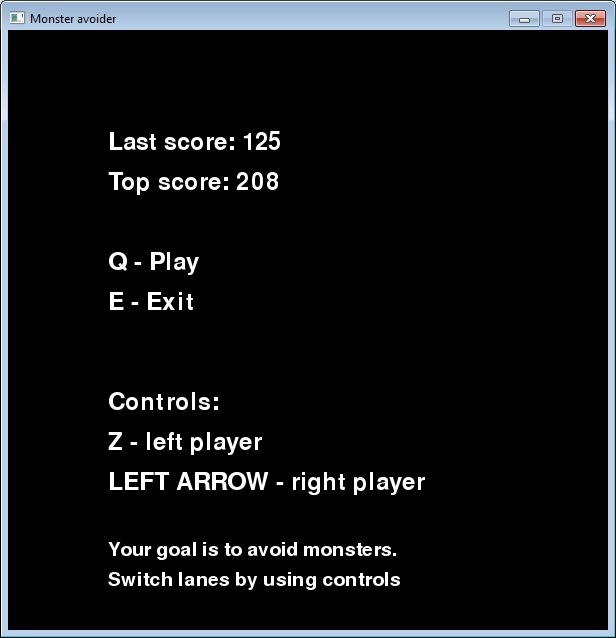 Monster avoider
Last score: 125
Top score: 208
Q - Play
E - Exit
Controls:
Z - left player
LEFT ARROW - right player
Your goal is to avoid monsters.
Switch lanes by using controls